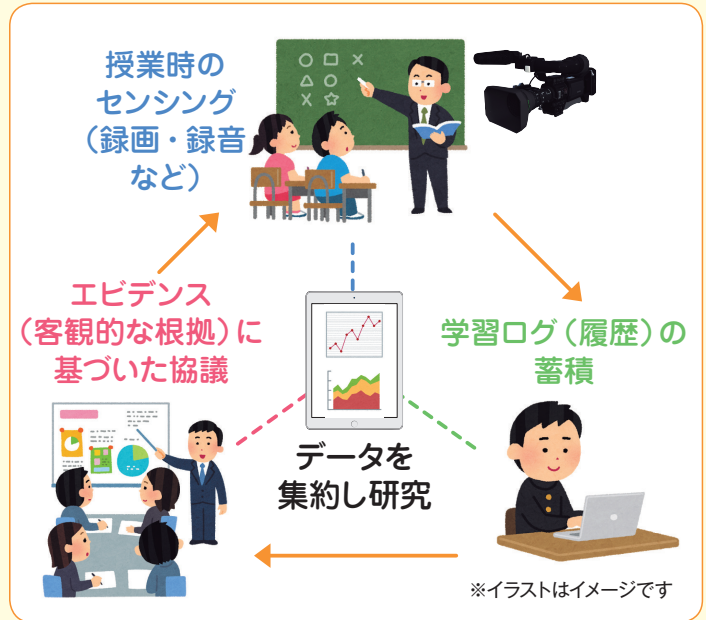 授業時の
センシング
（録画・録音
など）
エビデンス
（客観的な根拠）に
基づいた協議
学習ログ（履歴）の
蓄積
データを
集約し研究
※イラストはイメージです